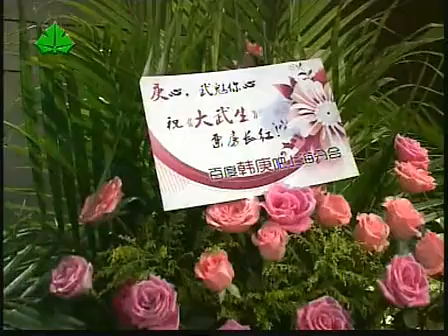 庚心，武魅你心
祝《大武生》
票房长红!!
百度韩庚吧上海分会